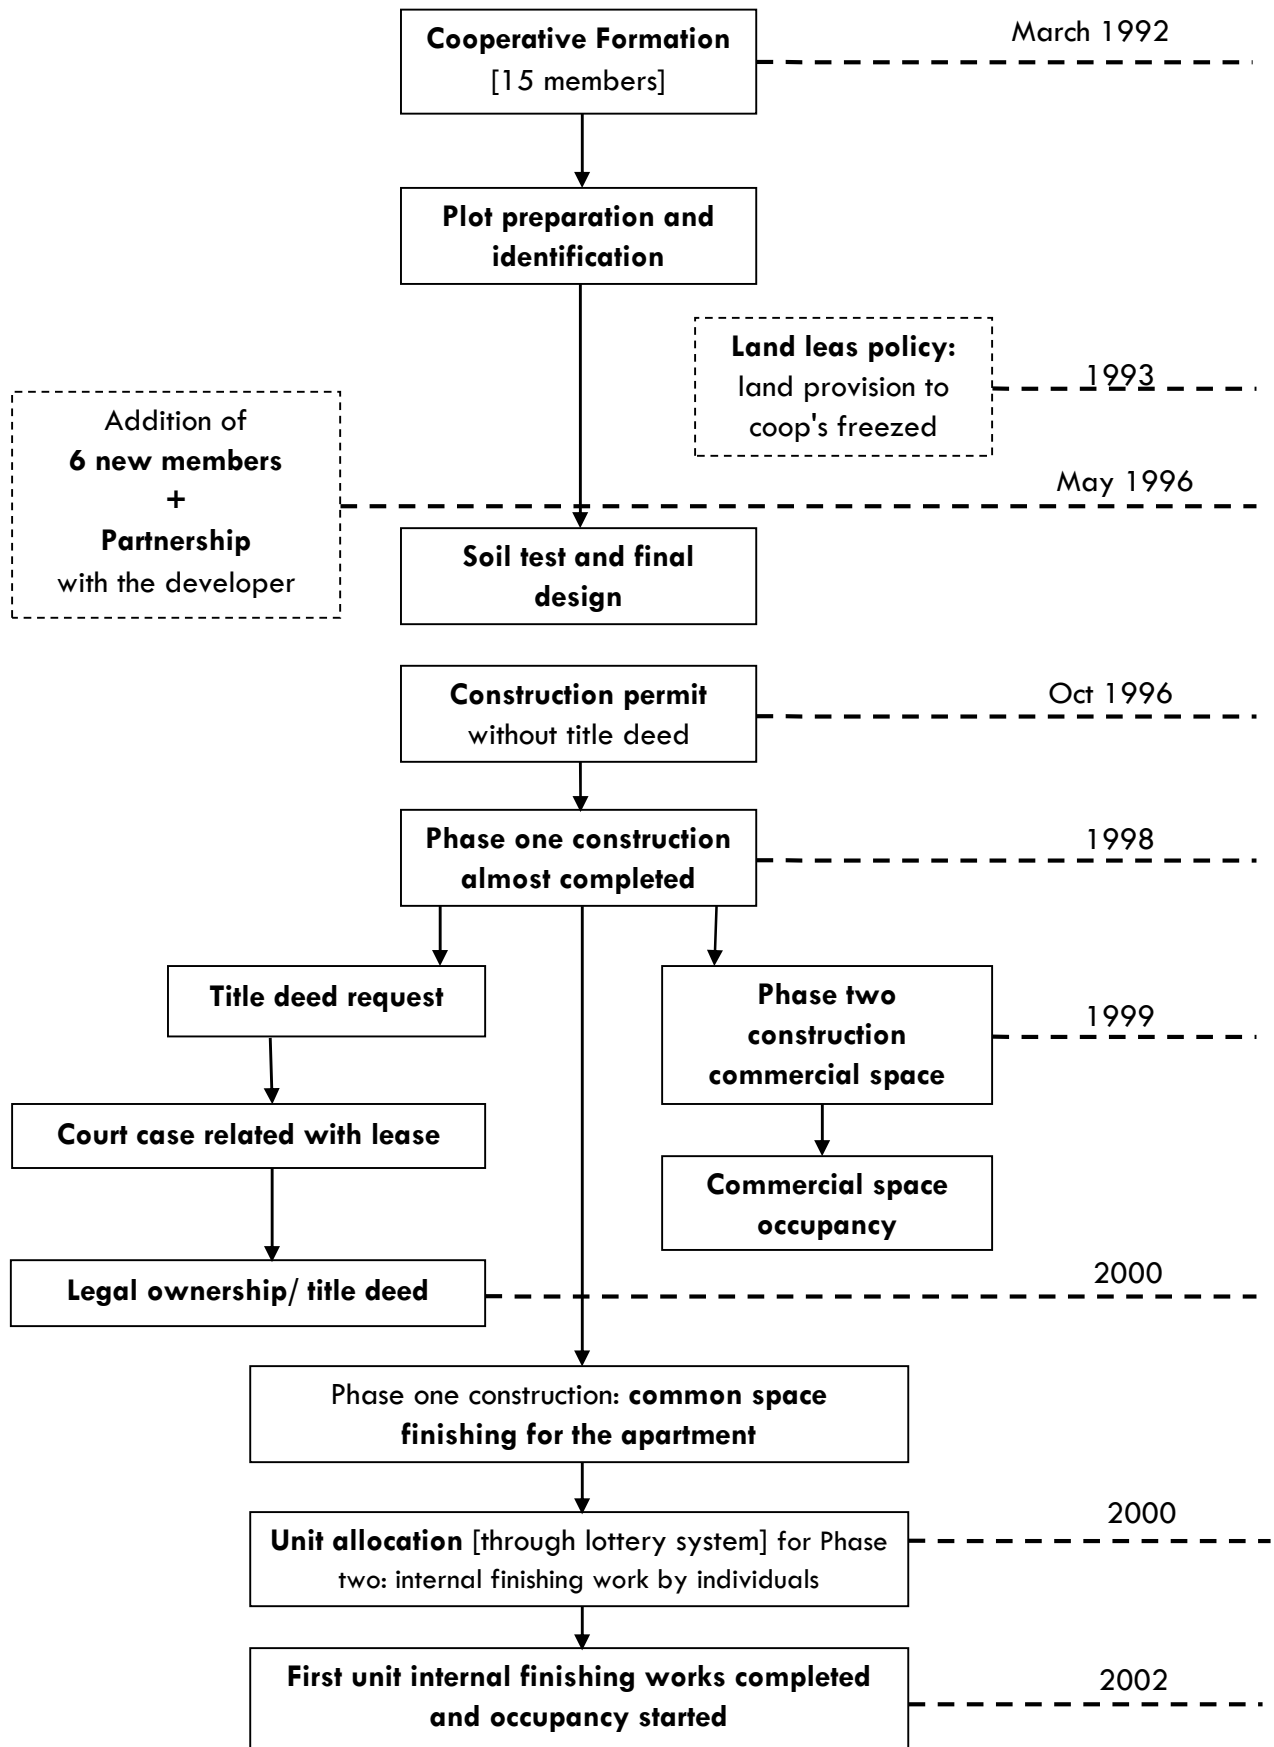 Cooperative Formation
[15 members]
March 1992
Plot preparation and
identification
Land leas policy:
land provision to
coop's freezed
1993
Addition of
6 new members
+
Partnership
with the developer
May 1996
Soil test and final
design
Construction permit
without title deed
Oct 1996
Phase one construction
almost completed
1998
Title deed request
Phase two
construction
commercial space
1999
Court case related with lease
Commercial space
occupancy
Legal ownership/ title deed
2000
Phase one construction: common space
finishing for the apartment
Unit allocation [through lottery system] for Phase
two: internal finishing work by individuals
2000
First unit internal finishing works completed
and occupancy started
2002